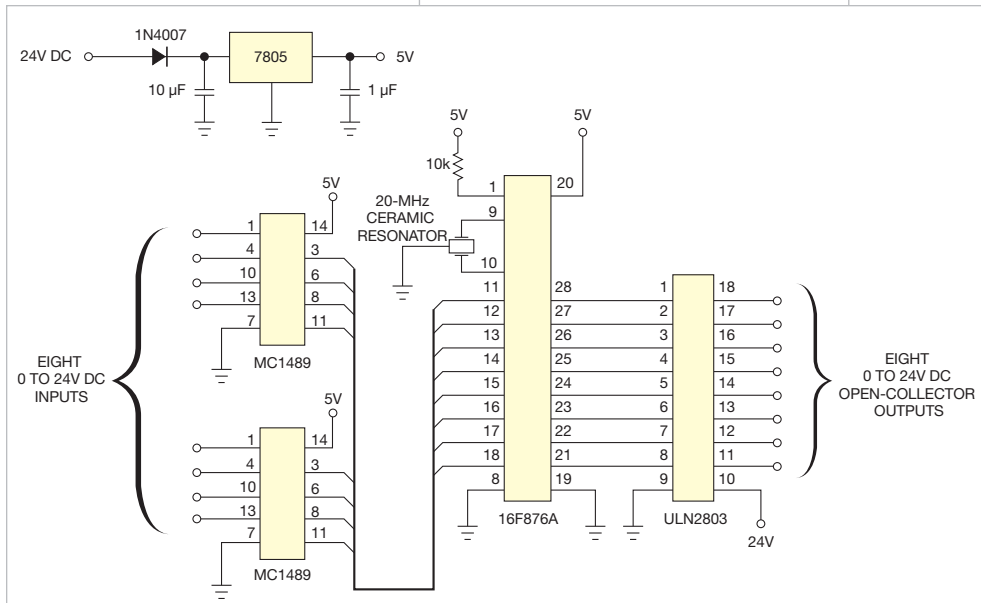 1N4007
24V DC
7805
5V
10 µF
1 µF
5V
5V
10k
1
20
9
20-MHz
CERAMIC
RESONATOR
10
5V
1
14
4
3
10
6
13
8
7
11
MC1489
EIGHT
0 TO 24V DC
INPUTS
5V
1
14
4
3
10
6
13
8
7
11
MC1489
11
28
12
27
13
26
14
25
15
24
16
23
17
22
18
21
8
19
16F876A
1
18
2
17
3
16
4
15
5
14
6
13
7
12
8
11
9
10
ULN2803
24V
EIGHT
0 TO 24V DC
OPEN-COLLECTOR
OUTPUTS